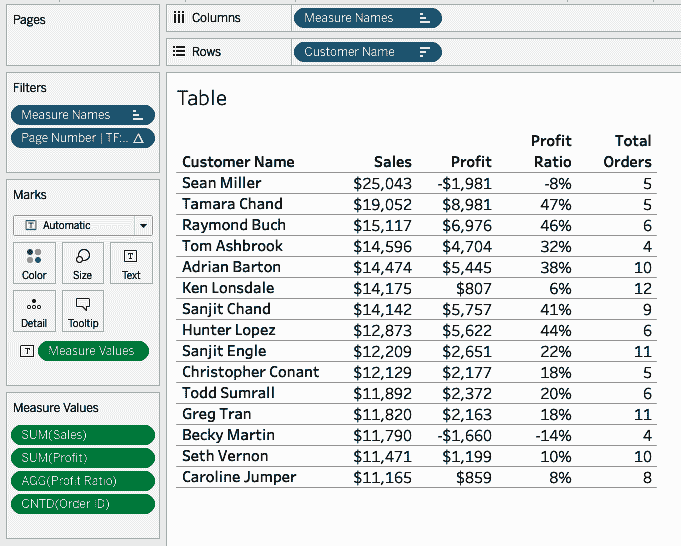 Pages
Filters
Measure Names
Page Number | TF:..
Marks
Automatic
Color Size Text
Detail Tooltip
Measure Values
Measure Values
SUM(Sales)
SUM(Profit)
AGG(Profit Ratio)
CNTD(Order ID)
Columns Measure Names
Rows Customer Name
Table
Profit Total
Customer Name Sales Profit Ratio Orders
Sean Miller $25,043 -$1,981 -8% 5
Tamara Chand $19,052 $8,981 47% 5
Raymond Buch $15,117 $6,976 46% 6
Tom Ashbrook $14,596 $4,704 32% 4
Adrian Barton $14,474 $5,445 38% 10
Ken Lonsdale $14,175 $807 6% 12
Sanjit Chand $14,142 $5,757 41% 9
Hunter Lopez $12,873 $5,622 44% 6
Sanjit Engle $12,209 $2,651 22% 11
Christopher Conant $12,129 $2,177 18% 5
Todd Sumrall $11,892 $2,372 20% 6
Greg Tran $11,820 $2,163 18% 11
Becky Martin $11,790 -$1,660 -14% 4
Seth Vernon $11,471 $1,199 10% 10
Caroline Jumper $11,165 $859 8% 8